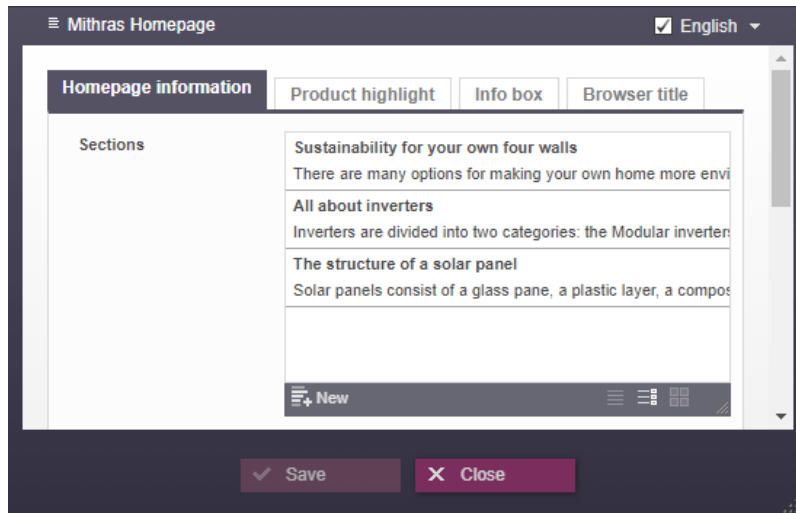 Mithras Homepage
English
Homepage information
Product highlight
Info box
Browser title
Sections
Sustainability for your own four walls
There are many options for making your own home more envi
All about inverters
Inverters are divided into two categories: the Modular inverter
The structure of a solar panel
Solar panels consist of a glass pane, a plastic layer, a compos
New
Save
Close